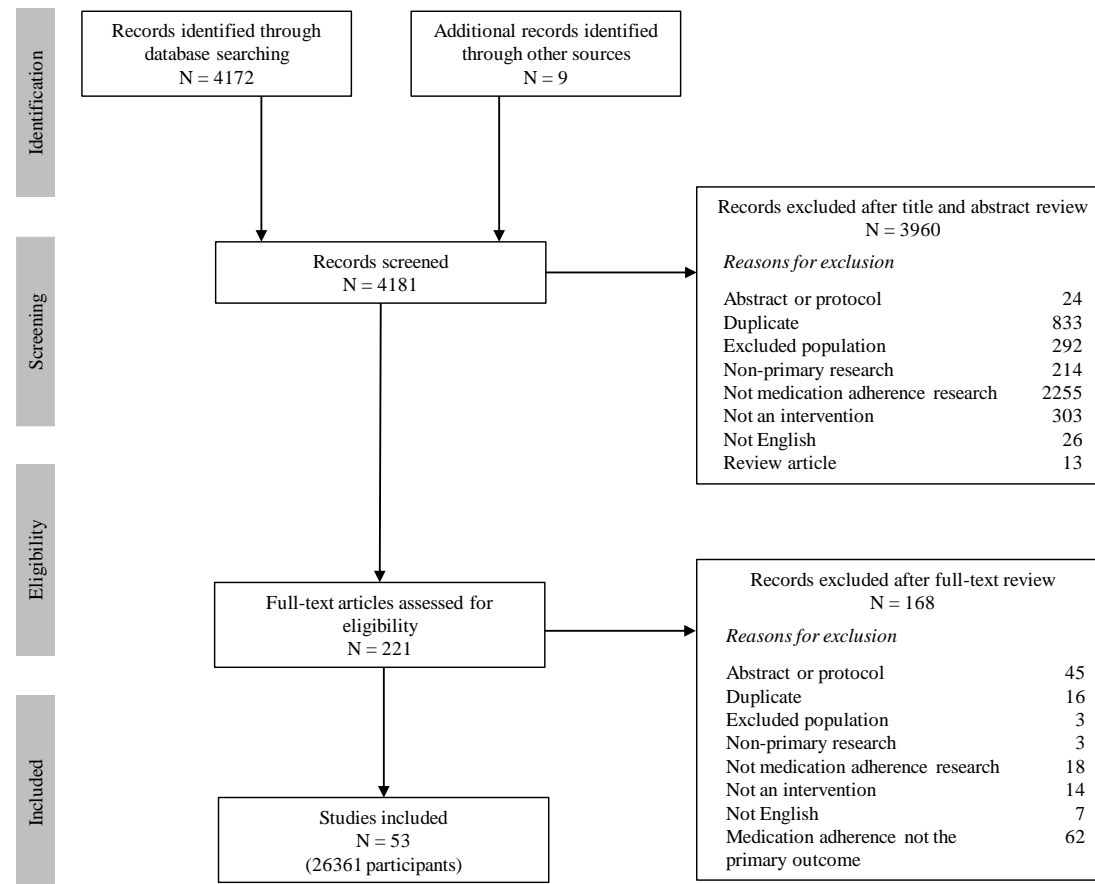 Identification
Records identified through
database searching
N = 4172
Additional records identified
through other sources
N = 9
Screening
Records screened
N = 4181
Records excluded after title and abstract review
N = 3960
Reasons for exclusion
Abstract or protocol 24
Duplicate 833
Excluded population 292
Non-primary research 214
Not medication adherence research 2255
Not an intervention 303
Not English 26
Review article 13
Eligibility
Full-text articles assessed for
eligibility
N = 221
Records excluded after full-text review
N = 168
Reasons for exclusion
Abstract or protocol 45
Duplicate 16
Excluded population 3
Non-primary research 3
Not medication adherence research 18
Not an intervention 14
Not English 7
Medication adherence not the 62
primary outcome
Included
Studies included
N = 53
(26361 participants)